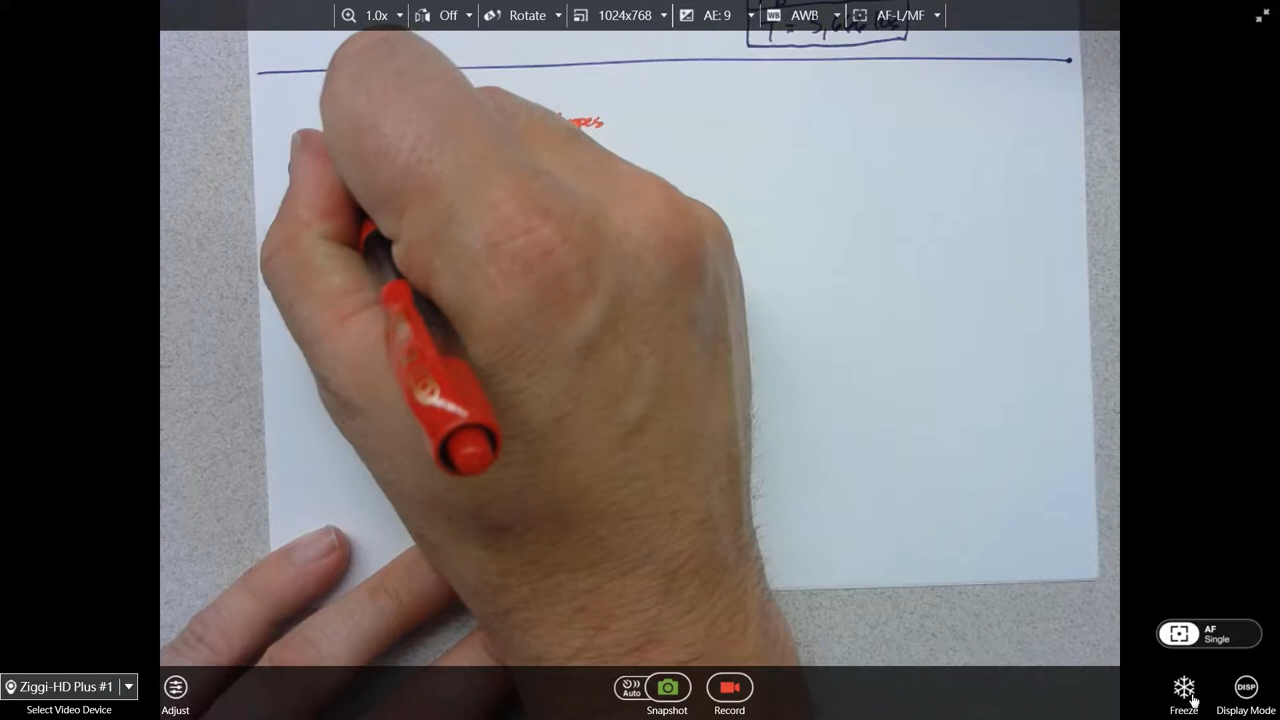 1.0x Off Rotate 1024x768 AE: 9 WB AWB AF-L/MF
AF
Single
Ziggi-HD Plus #1
Select Video Device
Adjust
Auto
Snapshot
Record
Freeze
DISP
Display Mode